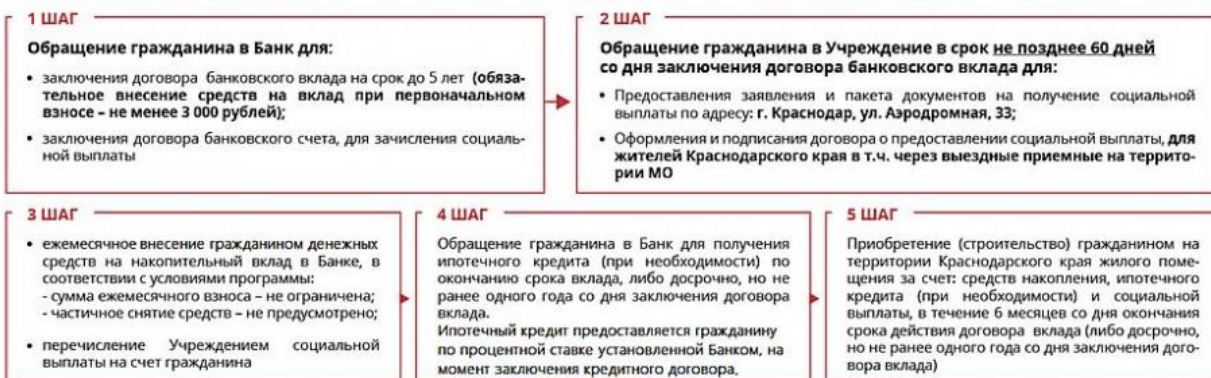 1 ШАГ
Обращение гражданина в Банк для:
• заключения договора банковского вклада на срок до 5 лет (обяза-
тельное внесение средств на вклад при первоначальном
взносе – не менее 3 000 рублей);
• заключения договора банковского счета, для зачисления социаль-
ной выплаты
2 ШАГ
Обращение гражданина в Учреждение в срок не позднее 60 дней
со дня заключения договора банковского вклада для:
• Предоставления заявления и пакета документов на получение социальной
выплаты по адресу: г. Краснодар, ул. Аэродромная, 33;
• Оформления и подписания договора о предоставлении социальной выплаты, для
жителей Краснодарского края в т.ч. через выездные приемные на террито-
рии МО
3 ШАГ
• ежемесячное внесение гражданином денежных
средств на накопительный вклад в Банке, в
соответствии с условиями программы:
- сумма ежемесячного взноса – не ограничена;
- частичное снятие средств – не предусмотрено;
• перечисление Учреждением социальной
выплаты на счет гражданина
4 ШАГ
Обращение гражданина в Банк для получения
ипотечного кредита (при необходимости) по
окончанию срока вклада, либо досрочно, но не
ранее одного года со дня заключения договора
вклада.
Ипотечный кредит предоставляется гражданину
по процентной ставке установленной Банком, на
момент заключения кредитного договора.
5 ШАГ
Приобретение (строительство) гражданином на
территории Краснодарского края жилого поме-
щения за счет: средств накопления, ипотечного
кредита (при необходимости) и социальной
выплаты, в течение 6 месяцев со дня окончания
срока действия договора вклада (либо досрочно,
но не ранее одного года со дня заключения дого-
вора вклада)